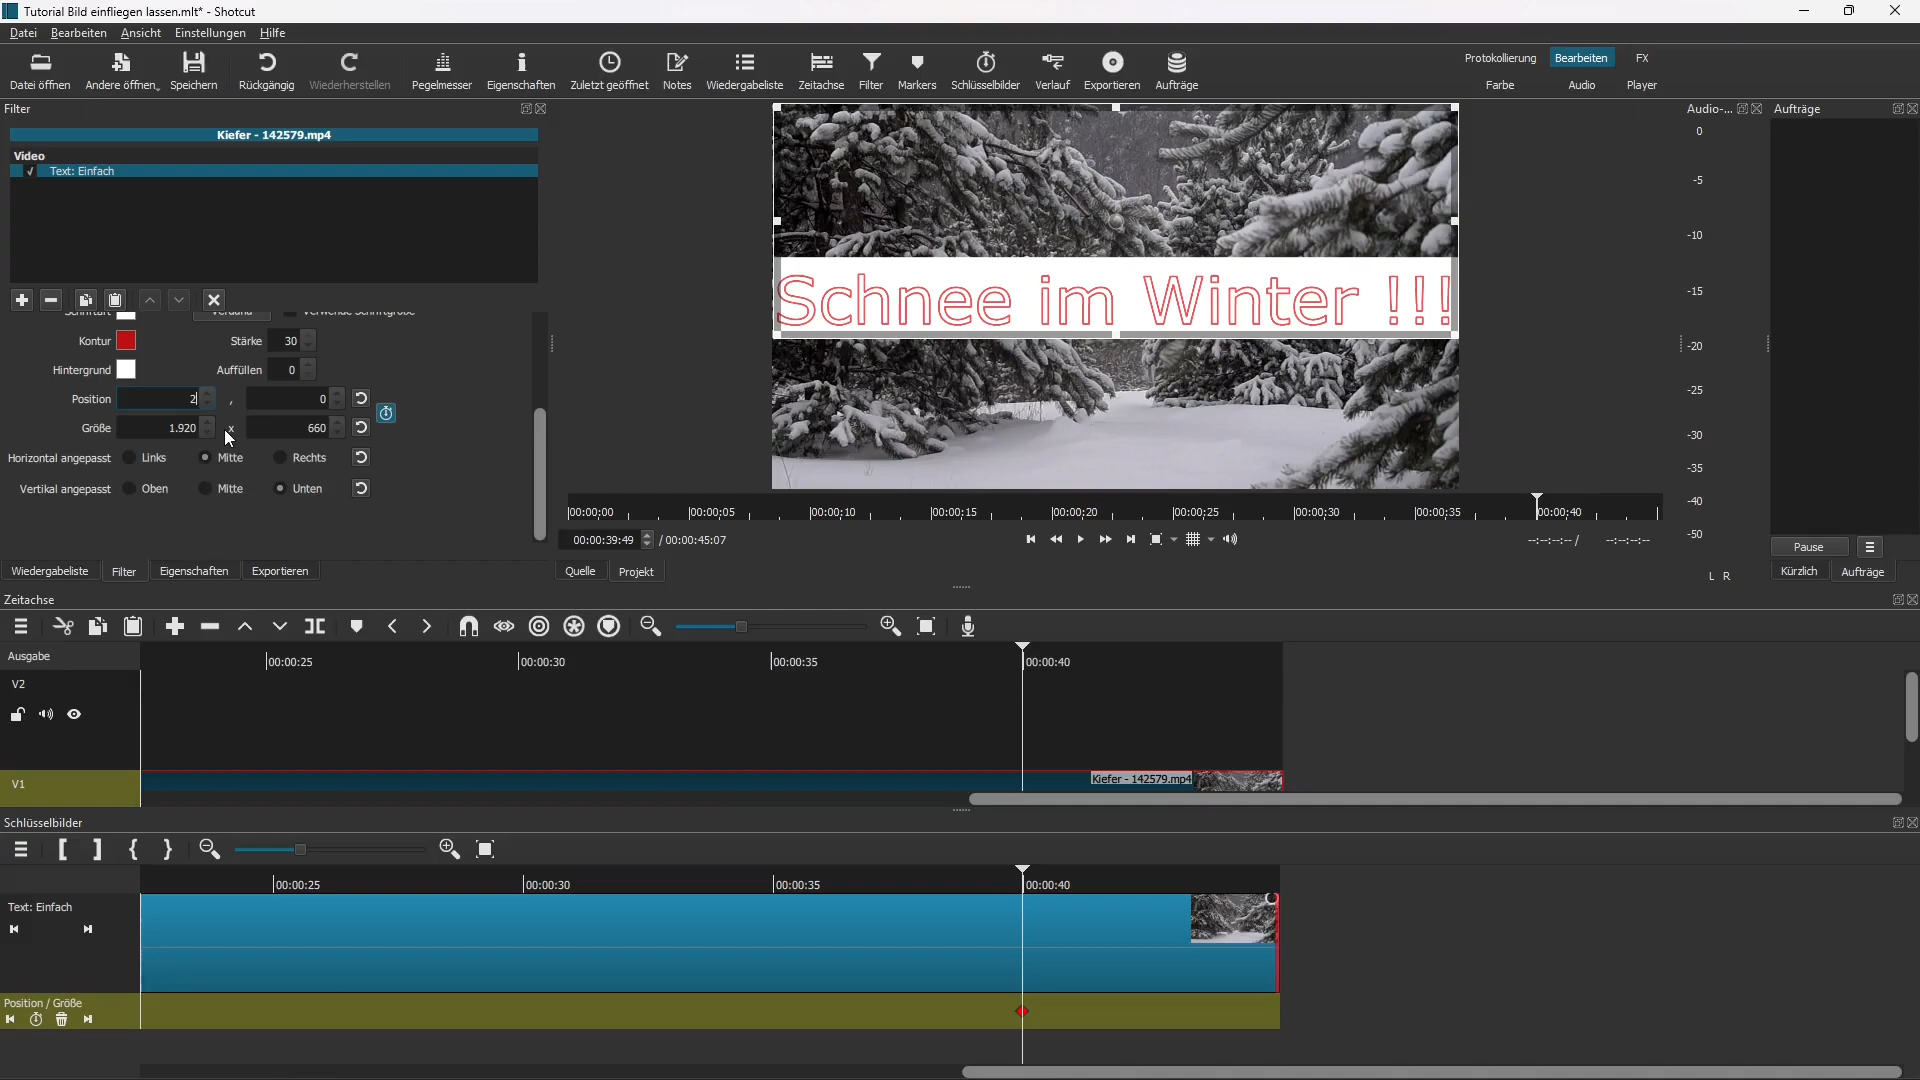 Tutorial Bild einfliegen lassen.mlt* - Shotcut
Datei Bearbeiten Ansicht Einstellungen Hilfe
Datei öffnen Andere öffnen Speichern Rückgängig Wiederherstellen Pegelmesser Eigenschaften Zuletzt geöffnet Notes Wiedergabeliste Zeitachse Filter Markers Schlüsselbilder Verlauf Exportieren Aufträge
Protokollierung Bearbeiten FX
Farbe Audio Player
Filter
Kiefer - 142579.mp4
Video
✓ Text: Einfach
Schriftart Verdana Verwende Schriftgröße
Kontur Stärke 30
Hintergrund Auffüllen 0
Position 2 , 0
Größe 1.920 x 660
Horizontal angepasst Links Mitte Rechts
Vertikal angepasst Oben Mitte Unten
Wiedergabeliste Filter Eigenschaften Exportieren
Schnee im Winter !!!
00:00:00 00:00:05 00:00:10 00:00:15 00:00:20 00:00:25 00:00:30 00:00:35 00:00:40
00:00:39:49 / 00:00:45:07
--:--:--:-- / --:--:--:--
Quelle Projekt
Audio-...
0
-5
-10
-15
-20
-25
-30
-35
-40
-50
L R
Aufträge
Pause
Kürzlich Aufträge
Zeitachse
Ausgabe
00:00:25 00:00:30 00:00:35 00:00:40
V2
V1
Kiefer - 142579.mp4
Schlüsselbilder
00:00:25 00:00:30 00:00:35 00:00:40
Text: Einfach
Position / Größe